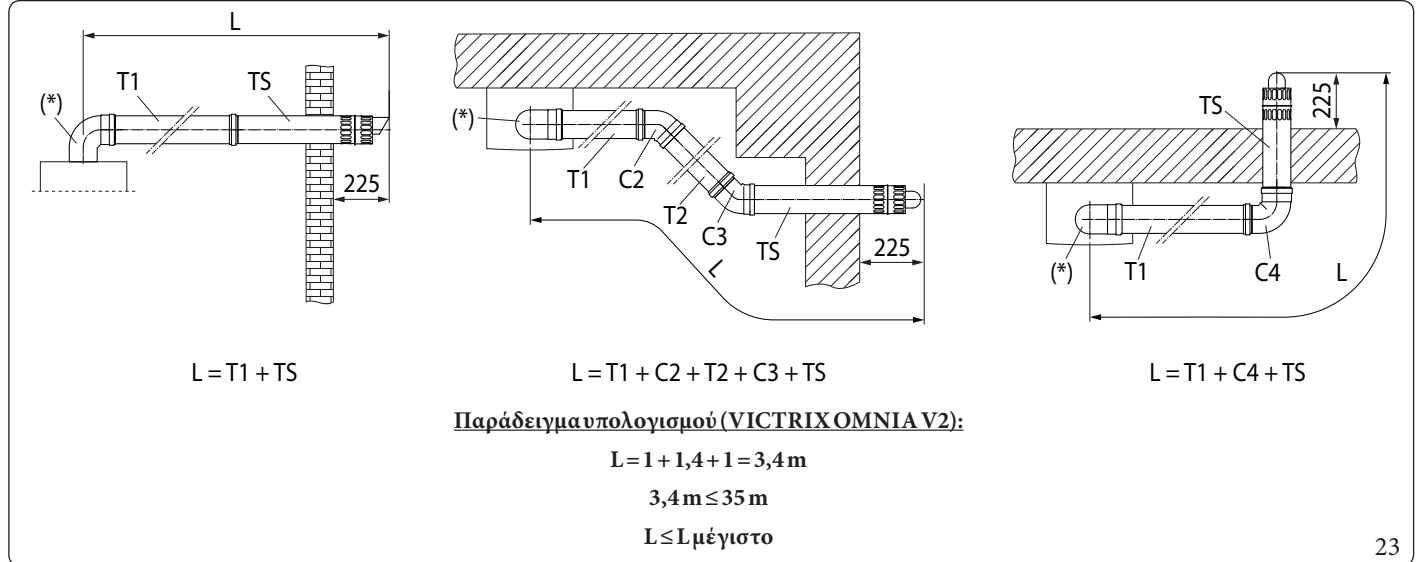 L
T1
TS
(*)
225
L = T1 + TS
(*)
T1
C2
T2
C3
TS
L
225
L = T1 + C2 + T2 + C3 + TS
TS
225
(*)
T1
C4
L
L = T1 + C4 + TS
Παράδειγμα υπολογισμού (VICTRIX OMNIA V2):
L = 1 + 1,4 + 1 = 3,4 m
3,4 m ≤ 35 m
L ≤ L μέγιστο
23